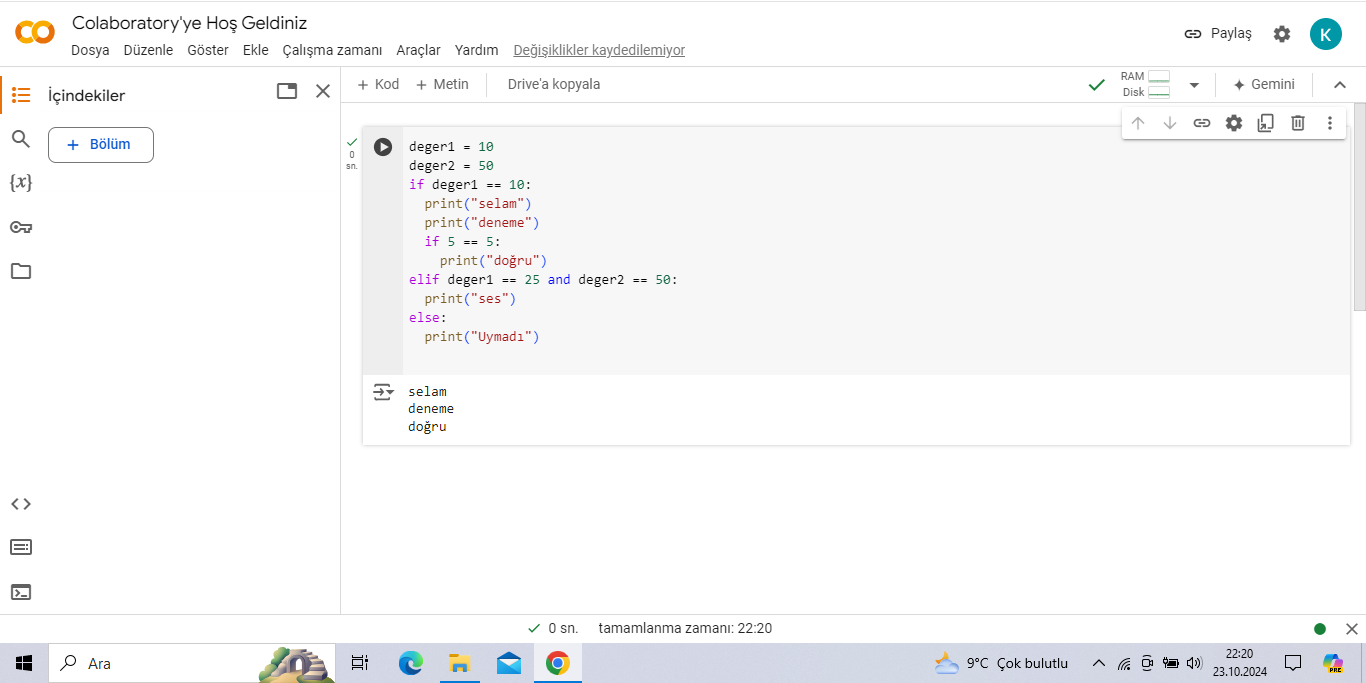 Colaboratory'ye Hoş Geldiniz
Dosya Düzenle Göster Ekle Çalışma zamanı Araçlar Yardım Değişiklikler kaydedilemiyor
Paylaş
K
İçindekiler
+ Bölüm
{x}
+ Kod + Metin Drive'a kopyala
RAM
Disk
Gemini
0
sn.
deger1 = 10
deger2 = 50
if deger1 == 10:
  print("selam")
  print("deneme")
  if 5 == 5:
    print("doğru")
elif deger1 == 25 and deger2 == 50:
  print("ses")
else:
  print("Uymadı")
selam
deneme
doğru
0 sn. tamamlanma zamanı: 22:20
Ara
9°C Çok bulutlu
22:20
23.10.2024
PRE